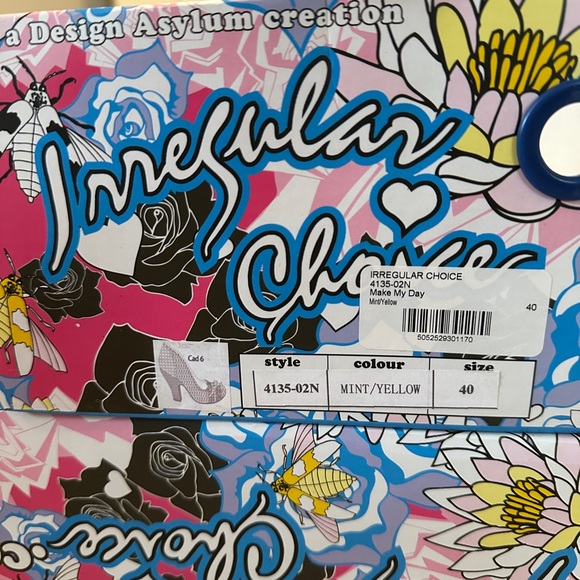 a Design Asylum creation
Irregular
Choice
IRREGULAR CHOICE
4135-02N
Make My Day
Mint/Yellow
40
5052529301170
Cad 6
style colour size
4135-02N MINT/YELLOW 40
Choice